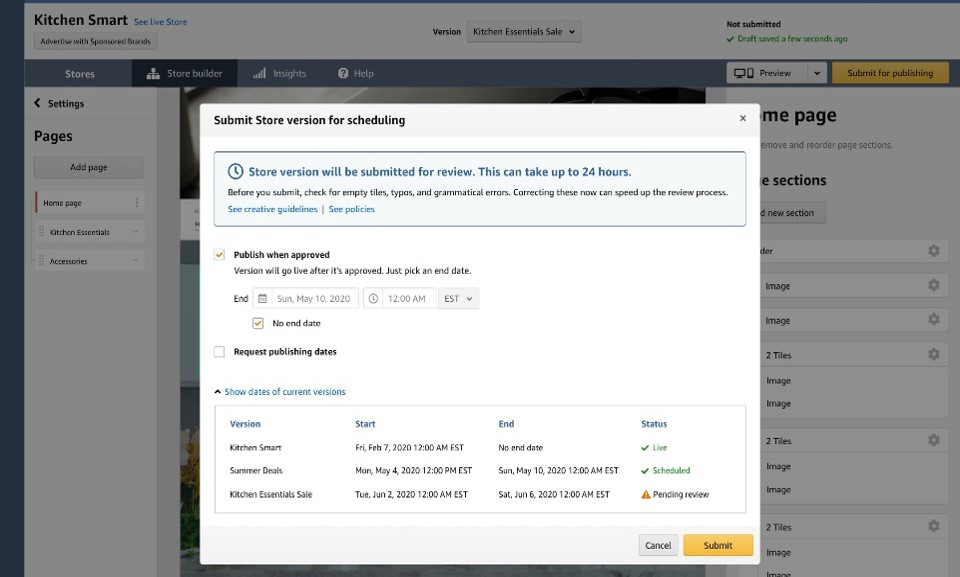 Kitchen Smart See live Store
Advertise with Sponsored Brands
Version Kitchen Essentials Sale
Not submitted
Draft saved a few seconds ago
Stores Store builder Insights Help Preview Submit for publishing
Settings
Pages
Add page
Home page
Kitchen Essentials
Accessories
Submit Store version for scheduling ×
Store version will be submitted for review. This can take up to 24 hours.
Before you submit, check for empty tiles, typos, and grammatical errors. Correcting these now can speed up the review process.
See creative guidelines | See policies
Publish when approved
Version will go live after it's approved. Just pick an end date.
End Sun, May 10, 2020 12:00 AM EST
No end date
Request publishing dates
Show dates of current versions
Version Start End Status
Kitchen Smart Fri, Feb 7, 2020 12:00 AM EST No end date Live
Summer Deals Mon, May 4, 2020 12:00 PM EST Sun, May 10, 2020 12:00 AM EST Scheduled
Kitchen Essentials Sale Tue, Jun 2, 2020 12:00 AM EST Sat, Jun 6, 2020 12:00 AM EST Pending review
Cancel Submit
me page
emove and reorder page sections.
e sections
d new section
der
Image
Image
2 Tiles
Image
Image
2 Tiles
Image
Image
2 Tiles
Image